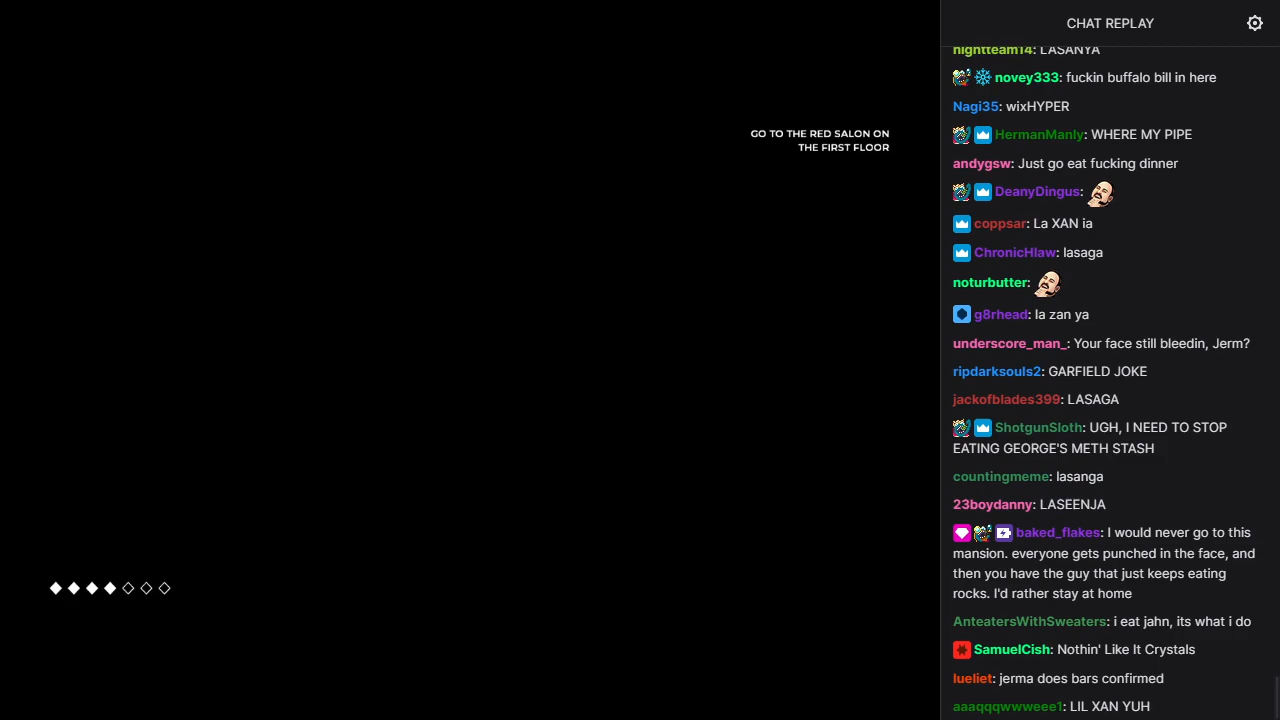 GO TO THE RED SALON ON
THE FIRST FLOOR
CHAT REPLAY
nightteam14: LASANYA
novey333: fuckin buffalo bill in here
Nagi35: wixHYPER
HermanManly: WHERE MY PIPE
andygsw: Just go eat fucking dinner
DeanyDingus:
coppsar: La XAN ia
ChronicHlaw: lasaga
noturbutter:
g8rhead: la zan ya
underscore_man_: Your face still bleedin, Jerm?
ripdarksouls2: GARFIELD JOKE
jackofblades399: LASAGA
ShotgunSloth: UGH, I NEED TO STOP
EATING GEORGE'S METH STASH
countingmeme: lasanga
23boydanny: LASEENJA
baked_flakes: I would never go to this
mansion. everyone gets punched in the face, and
then you have the guy that just keeps eating
rocks. I'd rather stay at home
AnteatersWithSweaters: i eat jahn, its what i do
SamuelCish: Nothin' Like It Crystals
lueliet: jerma does bars confirmed
aaaqqqwwweee1: LIL XAN YUH